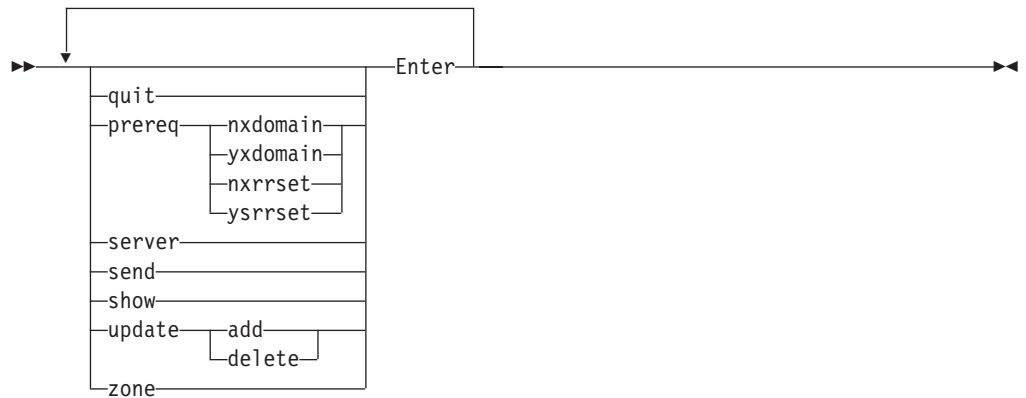 Enter
quit
prereq nxdomain
yxdomain
nxrrset
ysrrset
server
send
show
update add
delete
zone